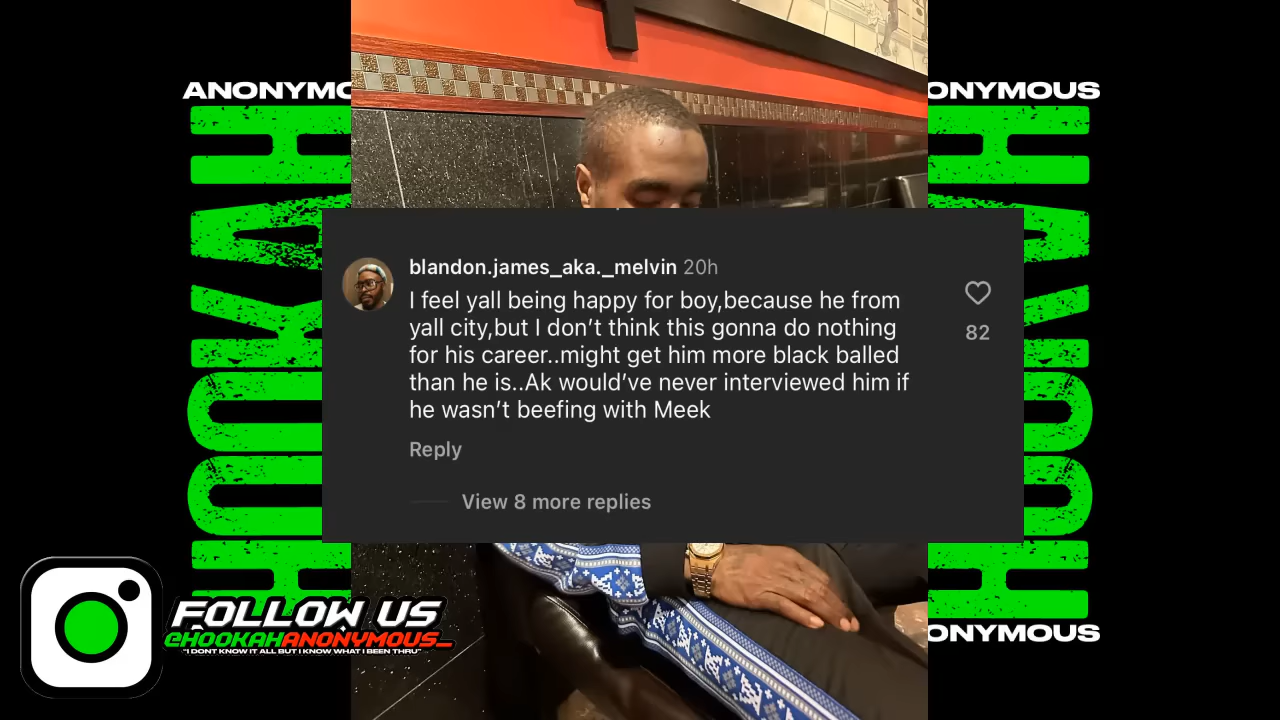 ANONYMOUS
HOOKAH
blandon.james_aka._melvin 20h
I feel yall being happy for boy,because he from
yall city,but I don’t think this gonna do nothing
for his career..might get him more black balled
than he is..Ak would’ve never interviewed him if
he wasn’t beefing with Meek
82
Reply
View 8 more replies
FOLLOW US
@HOOKAHANONYMOUS_
"I DONT KNOW IT ALL BUT I KNOW WHAT I BEEN THRU"
ONYMOUS
HOOKAH
ONYMOUS